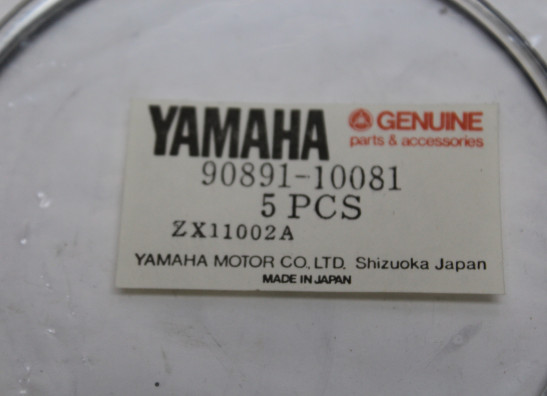 YAMAHA GENUINE
parts & accessories
90891-10081
5 PCS
ZX11002A
YAMAHA MOTOR CO., LTD. Shizuoka Japan
MADE IN JAPAN